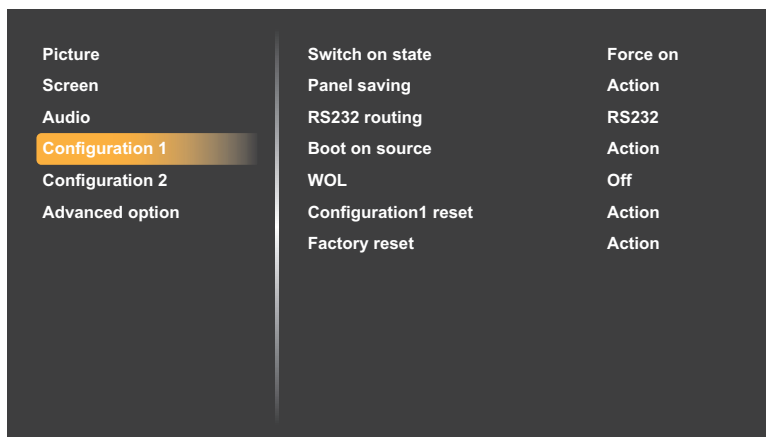 Picture
Screen
Audio
Configuration 1
Configuration 2
Advanced option
Switch on state Force on
Panel saving Action
RS232 routing RS232
Boot on source Action
WOL Off
Configuration1 reset Action
Factory reset Action